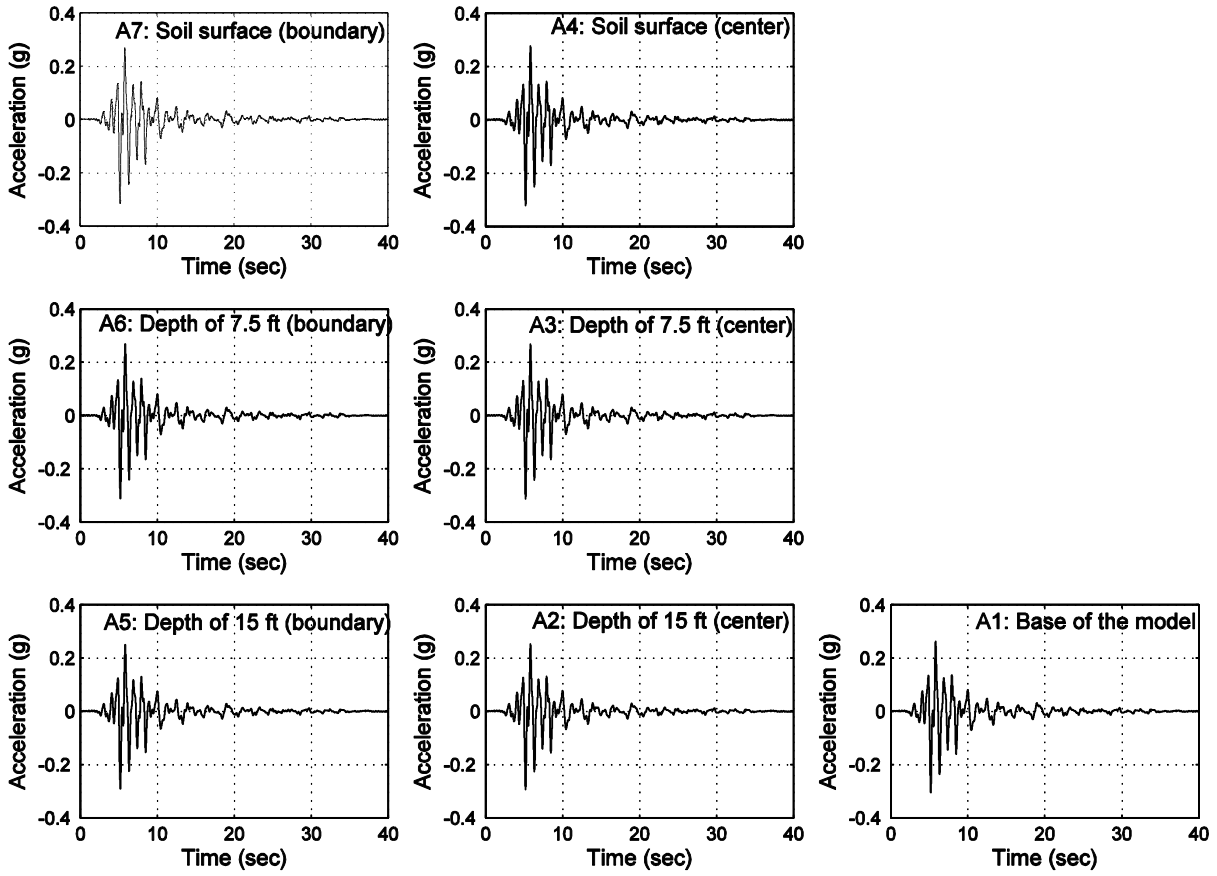 A7: Soil surface (boundary)
Acceleration (g)
0.4
0.2
0
-0.2
-0.4
0 10 20 30 40
Time (sec)
A4: Soil surface (center)
Acceleration (g)
0.4
0.2
0
-0.2
-0.4
0 10 20 30 40
Time (sec)
A6: Depth of 7.5 ft (boundary)
Acceleration (g)
0.4
0.2
0
-0.2
-0.4
0 10 20 30 40
Time (sec)
A3: Depth of 7.5 ft (center)
Acceleration (g)
0.4
0.2
0
-0.2
-0.4
0 10 20 30 40
Time (sec)
A5: Depth of 15 ft (boundary)
Acceleration (g)
0.4
0.2
0
-0.2
-0.4
0 10 20 30 40
Time (sec)
A2: Depth of 15 ft (center)
Acceleration (g)
0.4
0.2
0
-0.2
-0.4
0 10 20 30 40
Time (sec)
A1: Base of the model
Acceleration (g)
0.4
0.2
0
-0.2
-0.4
0 10 20 30 40
Time (sec)